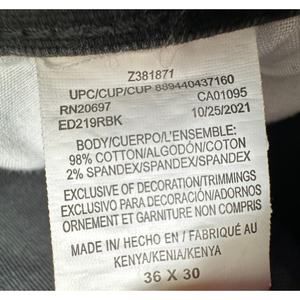 Z381871
UPC/CUP/CUP 889440437160
RN20697 CA01095
ED219RBK 10/25/2021
BODY/CUERPO/L'ENSEMBLE:
98% COTTON/ALGODÓN/COTON
2% SPANDEX/SPANDEX/SPANDEX
EXCLUSIVE OF DECORATION/TRIMMINGS
EXCLUSIVO PARA DECORACIÓN/ADORNOS
ORNEMENT ET GARNITURE NON COMPRIS
MADE IN/ HECHO EN / FABRIQUÉ AU
KENYA/KENIA/KENYA
36 X 30